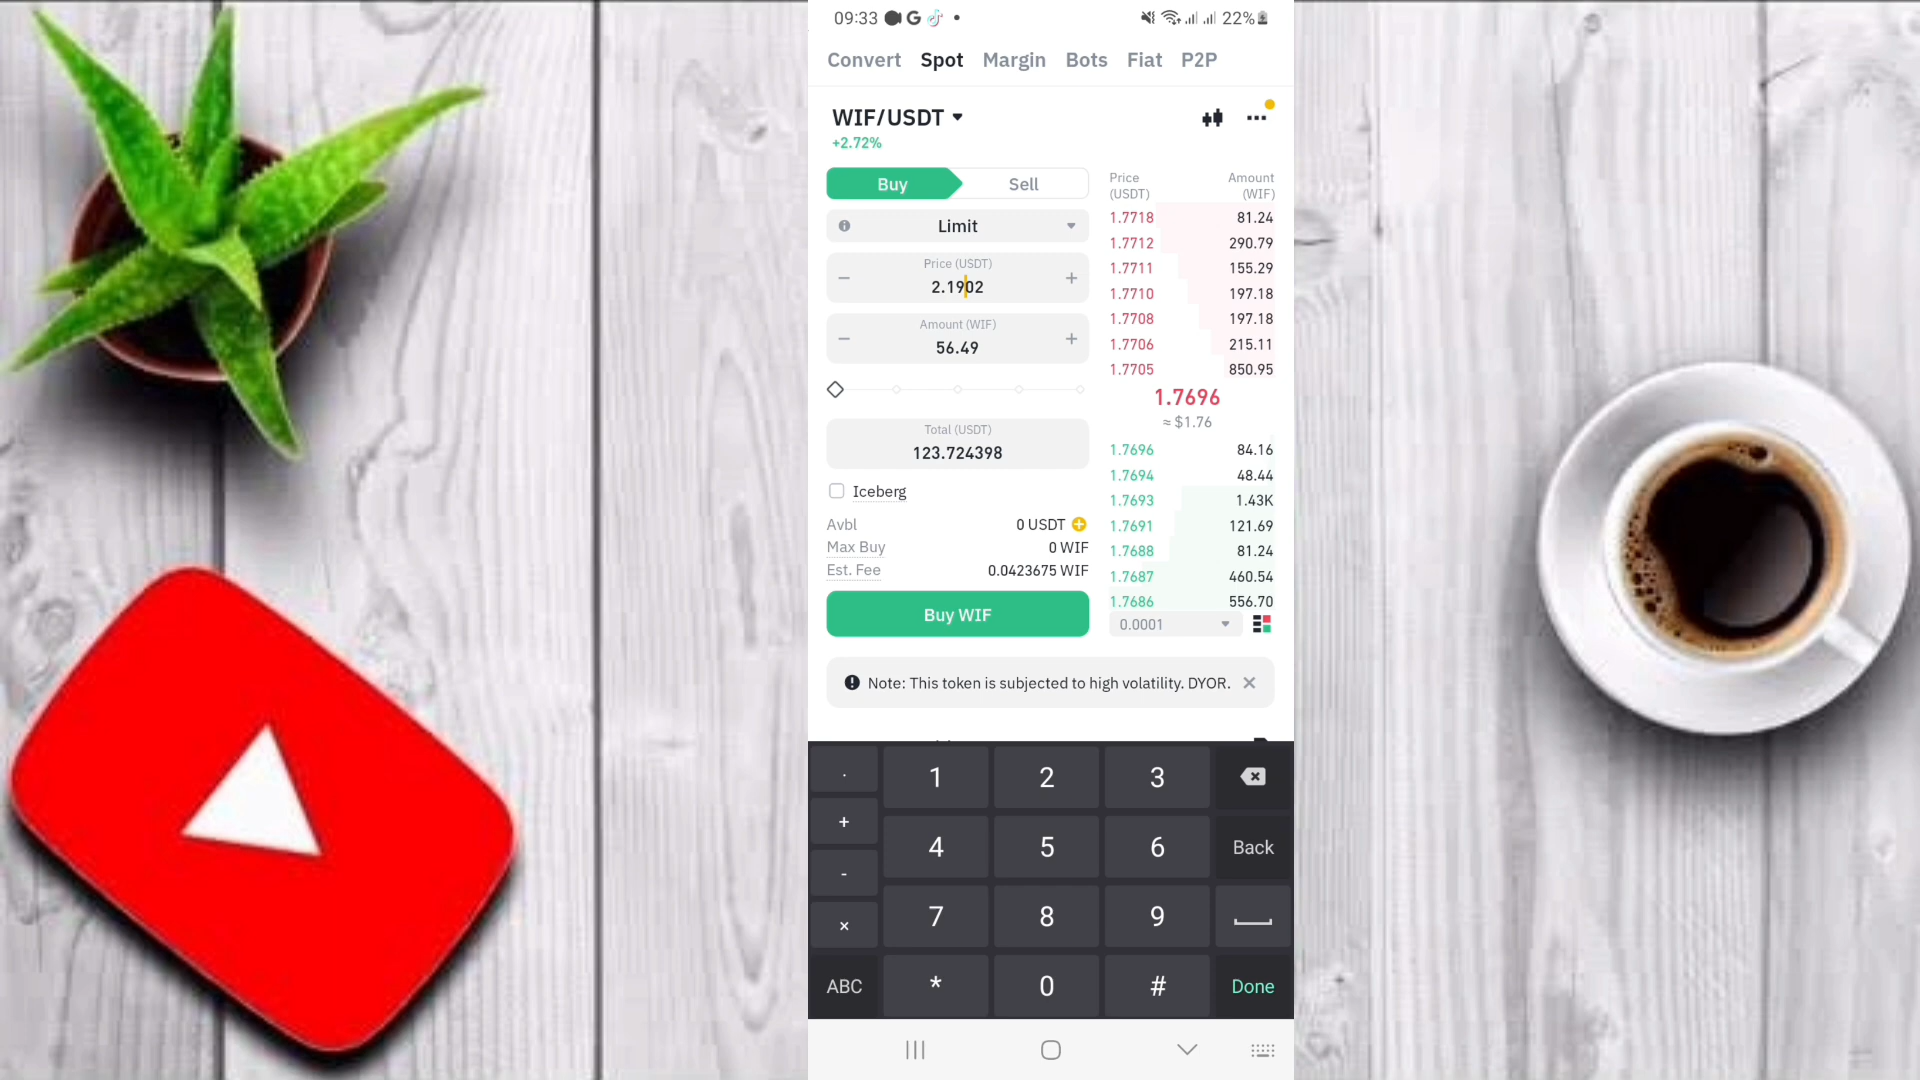 09:33 22%
Convert Spot Margin Bots Fiat P2P
WIF/USDT
+2.72%
Buy Sell
Limit
Price (USDT)
2.1902
Amount (WIF)
56.49
Total (USDT)
123.724398
Iceberg
Avbl 0 USDT
Max Buy 0 WIF
Est. Fee 0.0423675 WIF
Buy WIF
Price Amount
(USDT) (WIF)
1.7718 81.24
1.7712 290.79
1.7711 155.29
1.7710 197.18
1.7708 197.18
1.7706 215.11
1.7705 850.95
1.7696
≈ $1.76
1.7696 84.16
1.7694 48.44
1.7693 1.43K
1.7691 121.69
1.7688 81.24
1.7687 460.54
1.7686 556.70
0.0001
Note: This token is subjected to high volatility. DYOR.
. 1 2 3
+
4 5 6 Back
-
7 8 9
×
ABC * 0 # Done